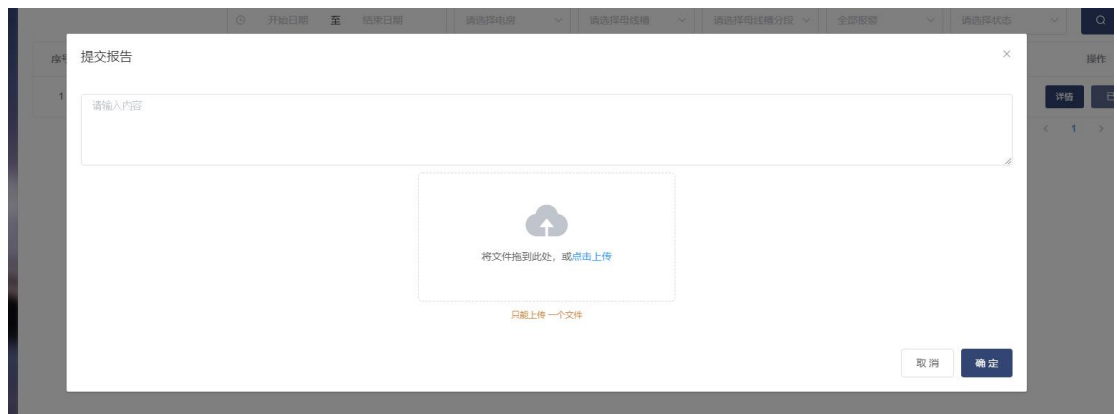 开始日期 至 结束日期 请选择电房 请选择母线槽 请选择母线槽分段 全部报警 请选择状态
提交报告
操作
1
请输入内容
详情
1
将文件拖到此处，或点击上传
只能上传一个文件
取消 确定